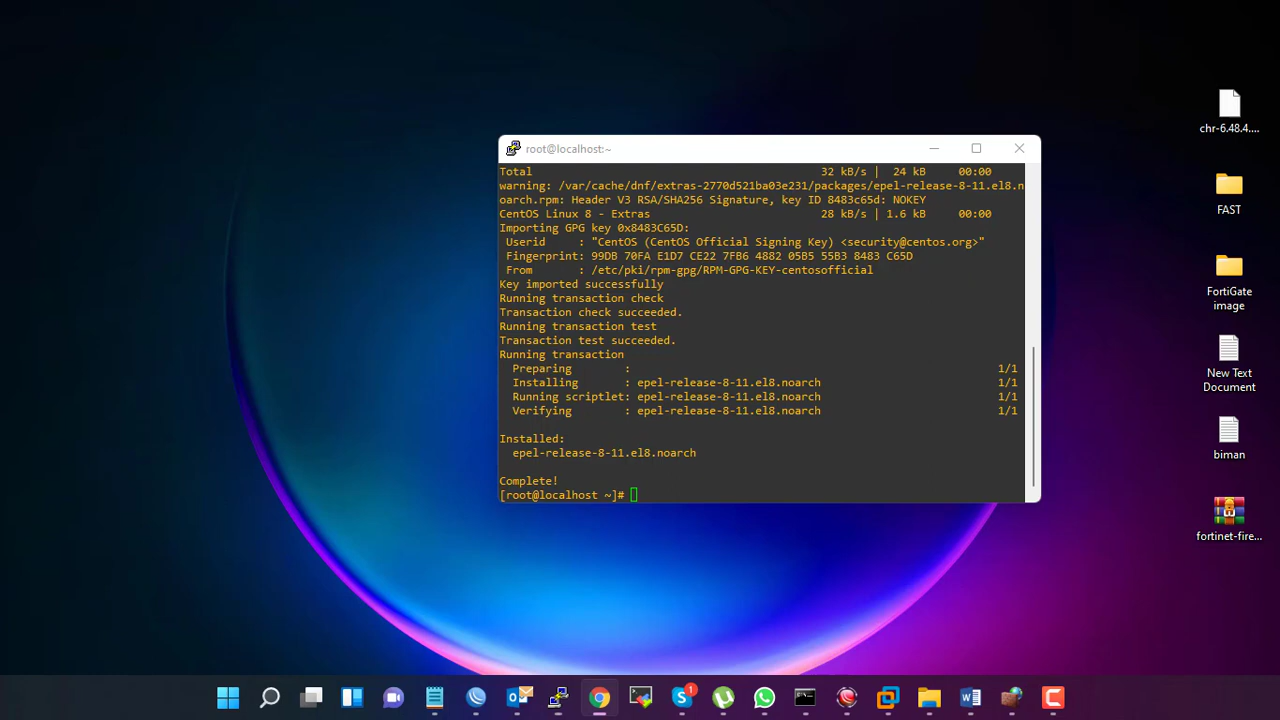 root@localhost:~
Total 32 kB/s | 24 kB 00:00
warning: /var/cache/dnf/extras-2770d521ba03e231/packages/epel-release-8-11.el8.n
oarch.rpm: Header V3 RSA/SHA256 Signature, key ID 8483c65d: NOKEY
CentOS Linux 8 - Extras 28 kB/s | 1.6 kB 00:00
Importing GPG key 0x8483C65D:
Userid : "CentOS (CentOS Official Signing Key) <security@centos.org>"
Fingerprint: 99DB 70FA E1D7 CE22 7FB6 4882 05B5 55B3 8483 C65D
From : /etc/pki/rpm-gpg/RPM-GPG-KEY-centosofficial
Key imported successfully
Running transaction check
Transaction check succeeded.
Running transaction test
Transaction test succeeded.
Running transaction
Preparing : 1/1
Installing : epel-release-8-11.el8.noarch 1/1
Running scriptlet: epel-release-8-11.el8.noarch 1/1
Verifying : epel-release-8-11.el8.noarch 1/1
Installed:
epel-release-8-11.el8.noarch
Complete!
[root@localhost ~]#
chr-6.48.4....
FAST
FortiGate
image
New Text
Document
biman
fortinet-fire...
1